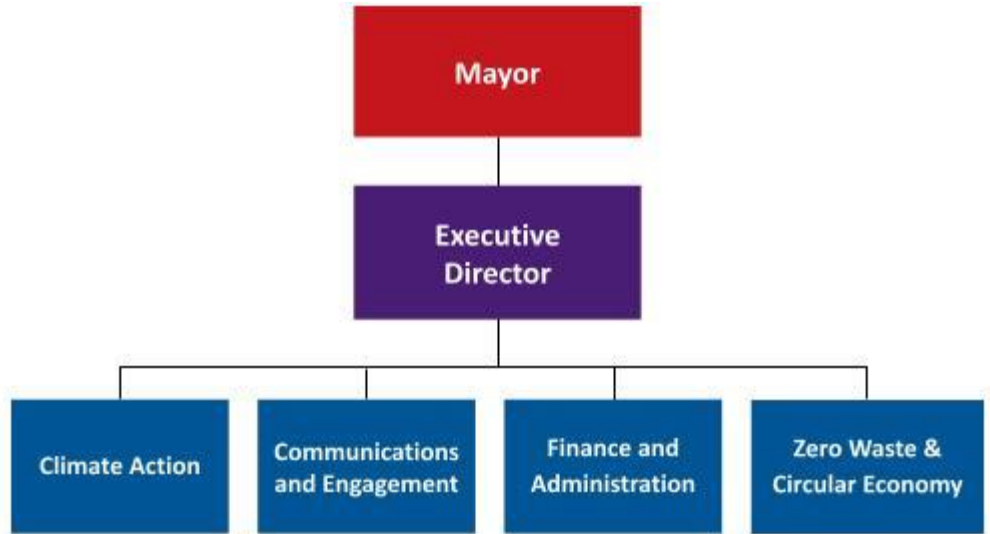 Mayor
Executive
Director
Climate Action
Communications
and Engagement
Finance and
Administration
Zero Waste &
Circular Economy